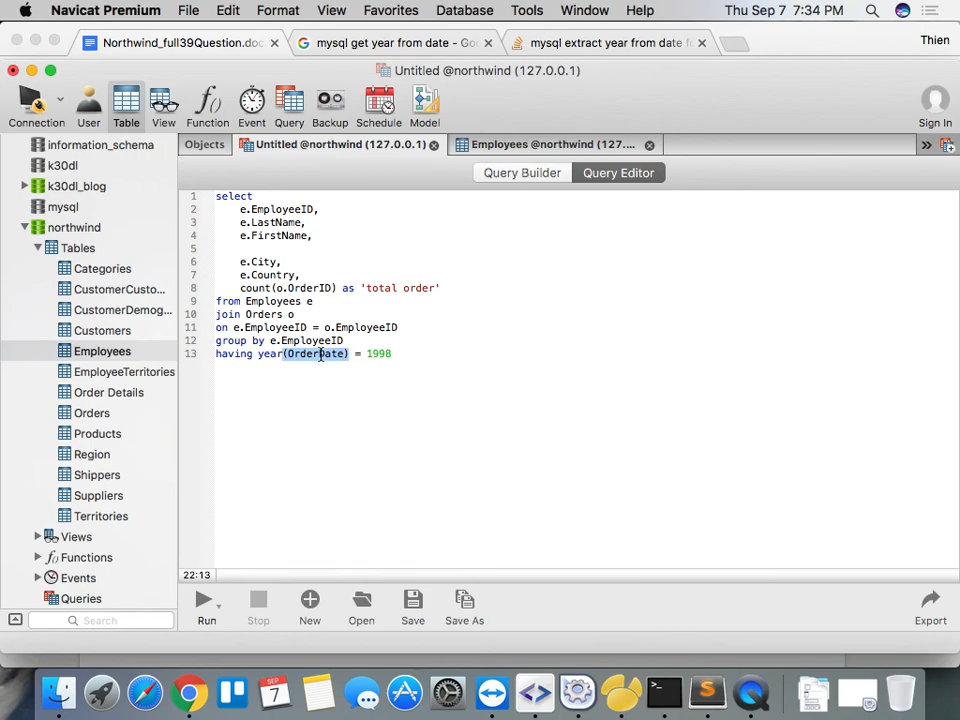 Navicat Premium File Edit Format View Favorites Database Tools Window Help Thu Sep 7 7:34 PM
Northwind_full39Question.doc mysql get year from date - Goo mysql extract year from date fo Thien
Untitled @northwind (127.0.0.1)
Connection User Table View Function Event Query Backup Schedule Model Sign In
Objects Untitled @northwind (127.0.0.1) Employees @northwind (127.... »
Query Builder Query Editor
information_schema
k30dl
k30dl_blog
mysql
northwind
Tables
Categories
CustomerCusto...
CustomerDemog...
Customers
Employees
EmployeeTerritories
Order Details
Orders
Products
Region
Shippers
Suppliers
Territories
Views
Functions
Events
Queries
Search
1 select
2 e.EmployeeID,
3 e.LastName,
4 e.FirstName,
5
6 e.City,
7 e.Country,
8 count(o.OrderID) as 'total order'
9 from Employees e
10 join Orders o
11 on e.EmployeeID = o.EmployeeID
12 group by e.EmployeeID
13 having year(OrderDate) = 1998
22:13
Run Stop New Open Save Save As Export
SEP
7